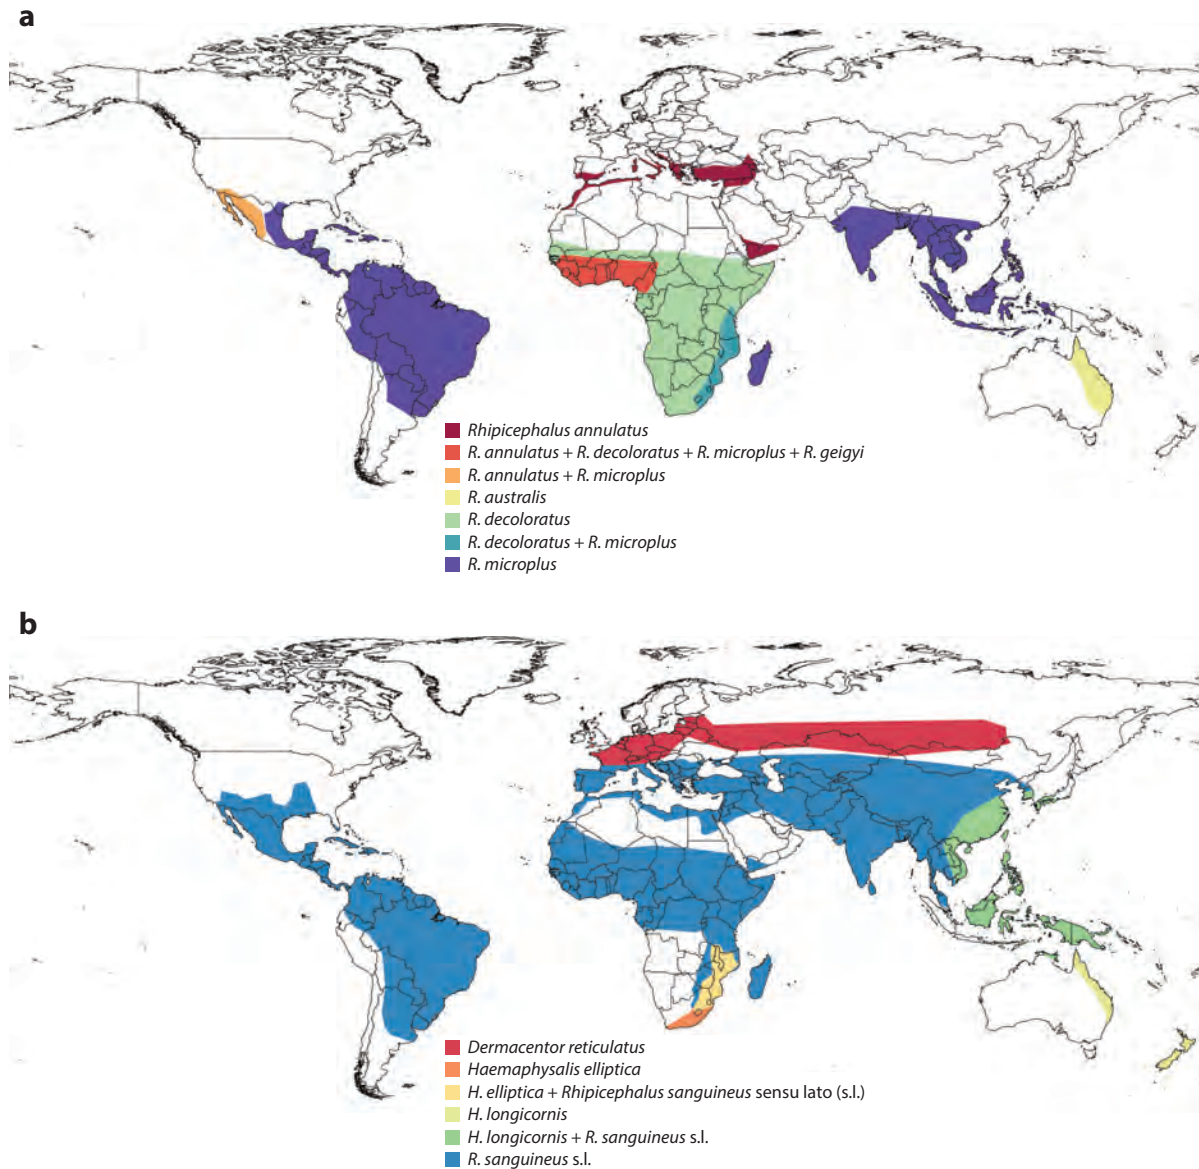 a
Rhipicephalus annulatus
R. annulatus + R. decoloratus + R. microplus + R. geigyi
R. annulatus + R. microplus
R. australis
R. decoloratus
R. decoloratus + R. microplus
R. microplus
b
Dermacentor reticulatus
Haemaphysalis elliptica
H. elliptica + Rhipicephalus sanguineus sensu lato (s.l.)
H. longicornis
H. longicornis + R. sanguineus s.l.
R. sanguineus s.l.